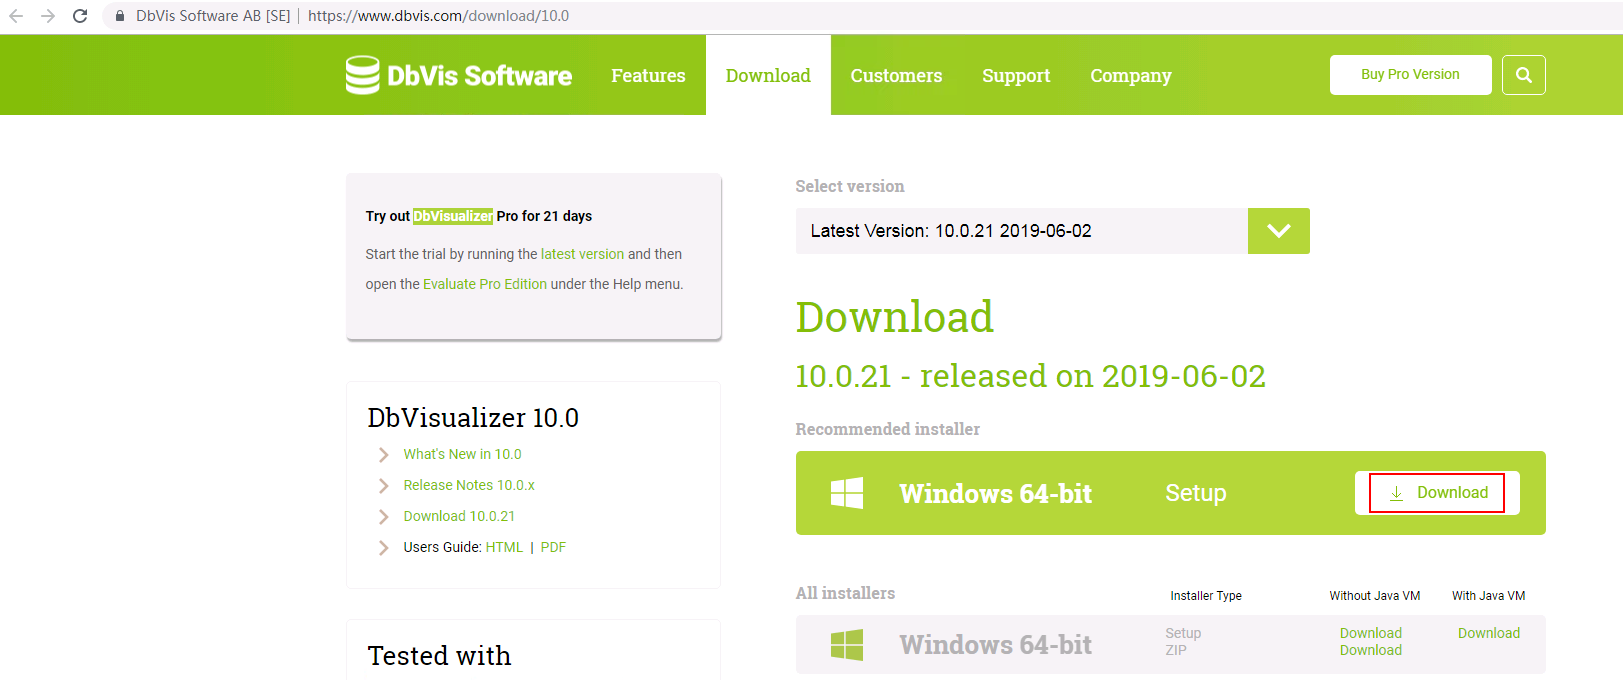 DbVis Software AB [SE] | https://www.dbvis.com/download/10.0
DbVis Software
Features
Download
Customers
Support
Company
Buy Pro Version
Try out DbVisualizer Pro for 21 days
Start the trial by running the latest version and then
open the Evaluate Pro Edition under the Help menu.
DbVisualizer 10.0
What's New in 10.0
Release Notes 10.0.x
Download 10.0.21
Users Guide: HTML | PDF
Tested with
Select version
Latest Version: 10.0.21 2019-06-02
Download
10.0.21 - released on 2019-06-02
Recommended installer
Windows 64-bit Setup Download
All installers Installer Type Without Java VM With Java VM
Windows 64-bit Setup Download Download
ZIP Download